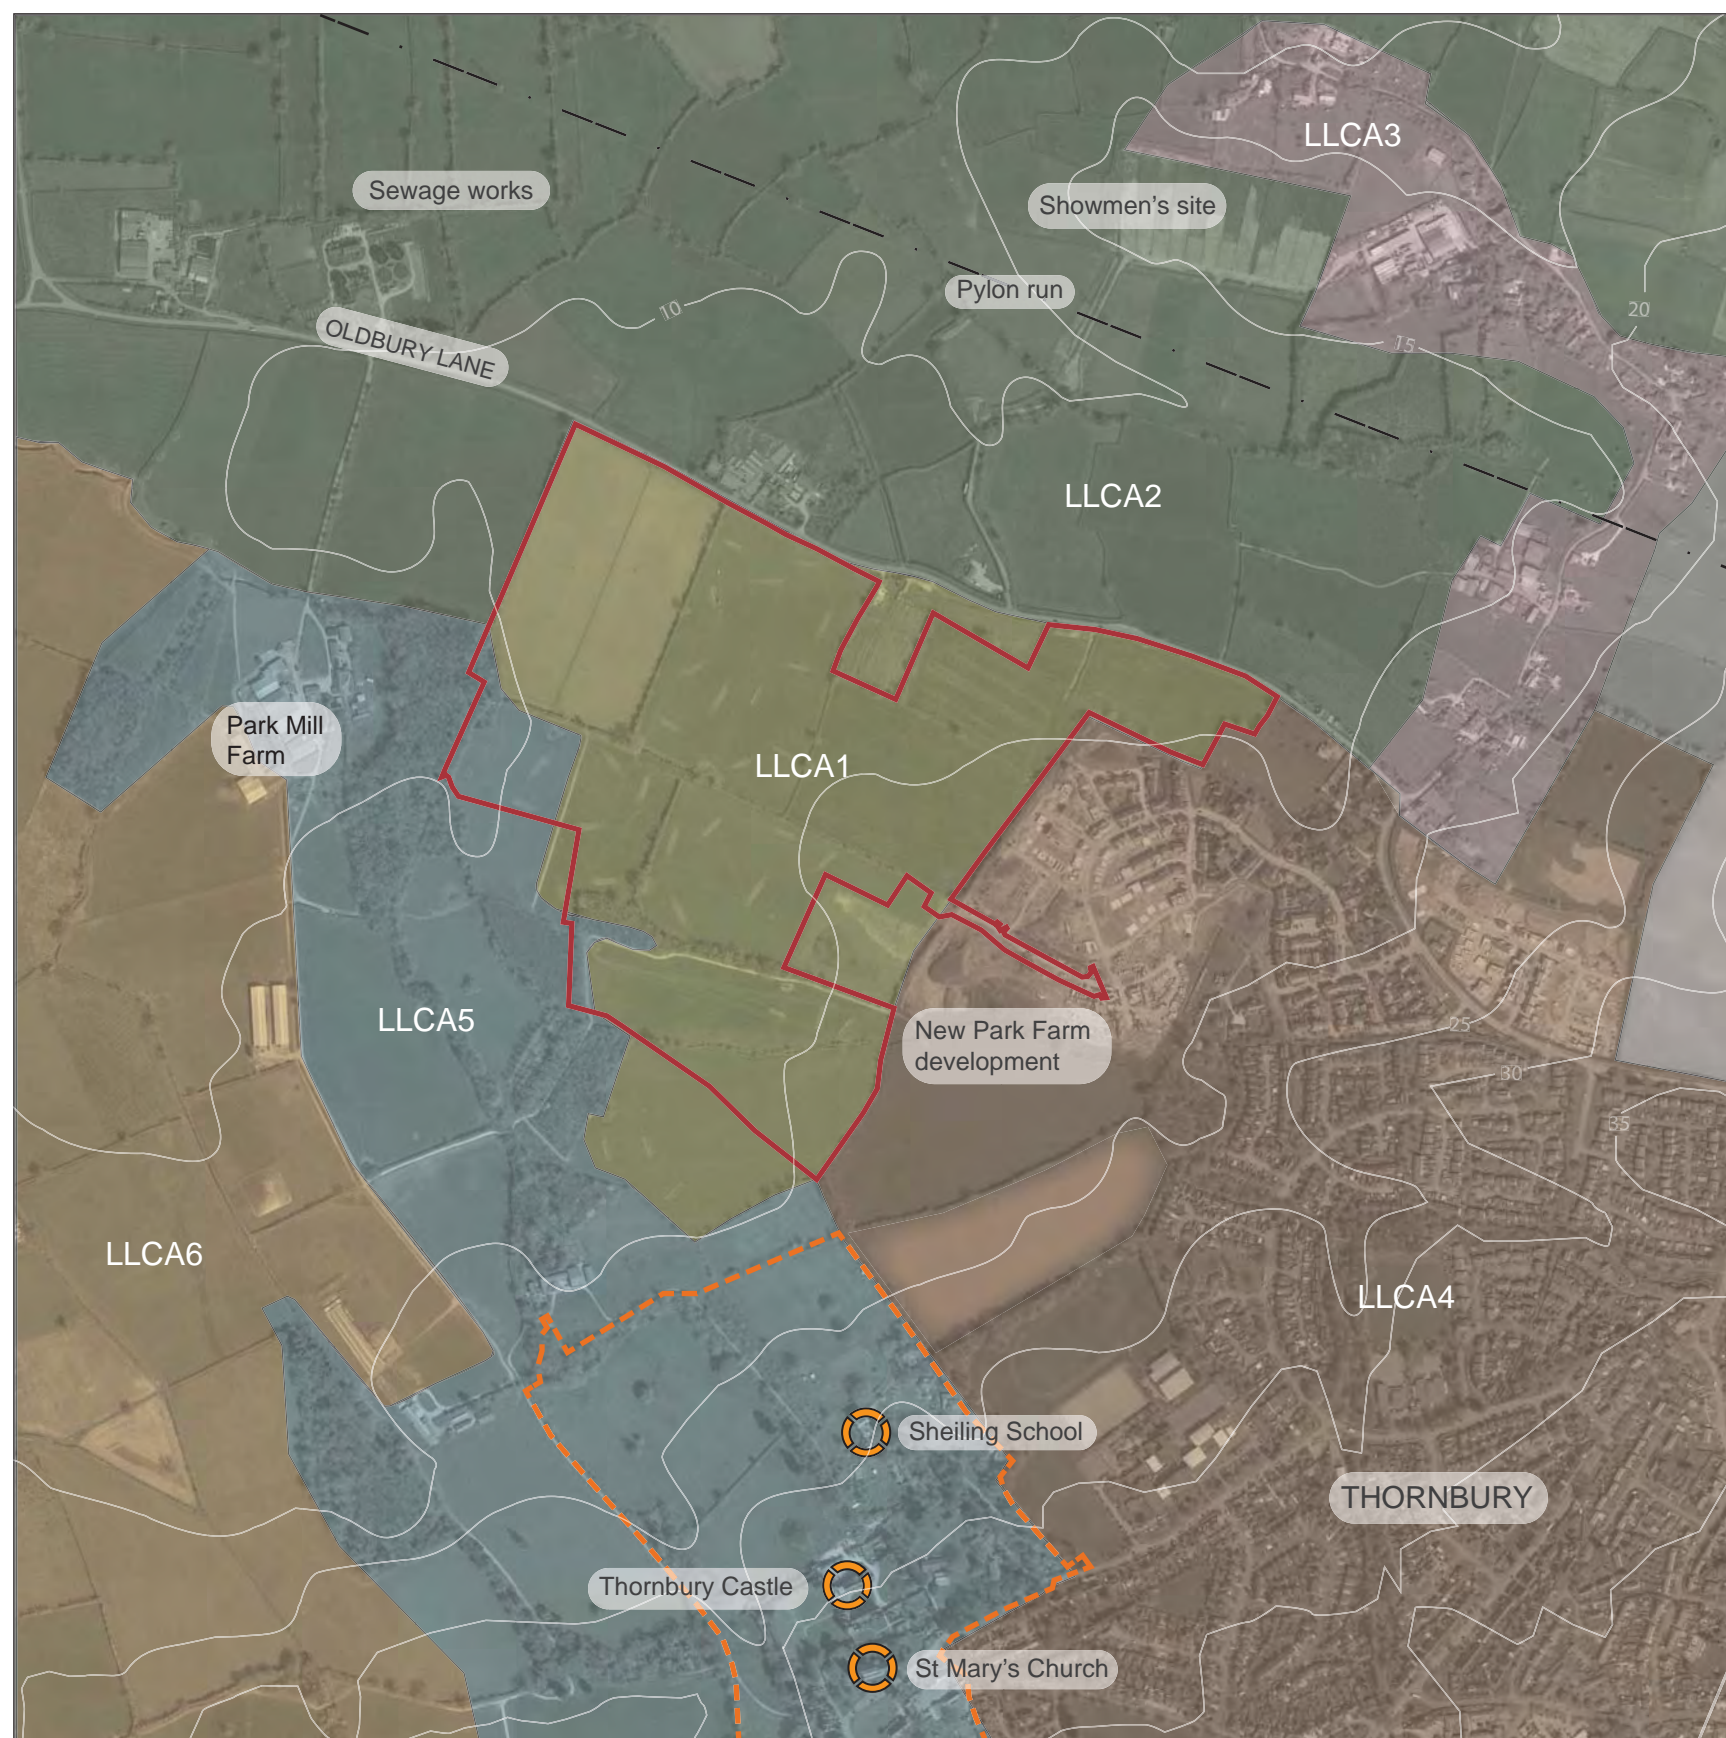 LLCA3
Sewage works
Showmen's site
Pylon run
10
20
OLDBURY LANE
15
LLCA2
Park Mill
Farm
LLCA1
LLCA5
New Park Farm
development
25
30
35
LLCA6
LLCA4
Sheiling School
THORNBURY
Thornbury Castle
St Mary's Church